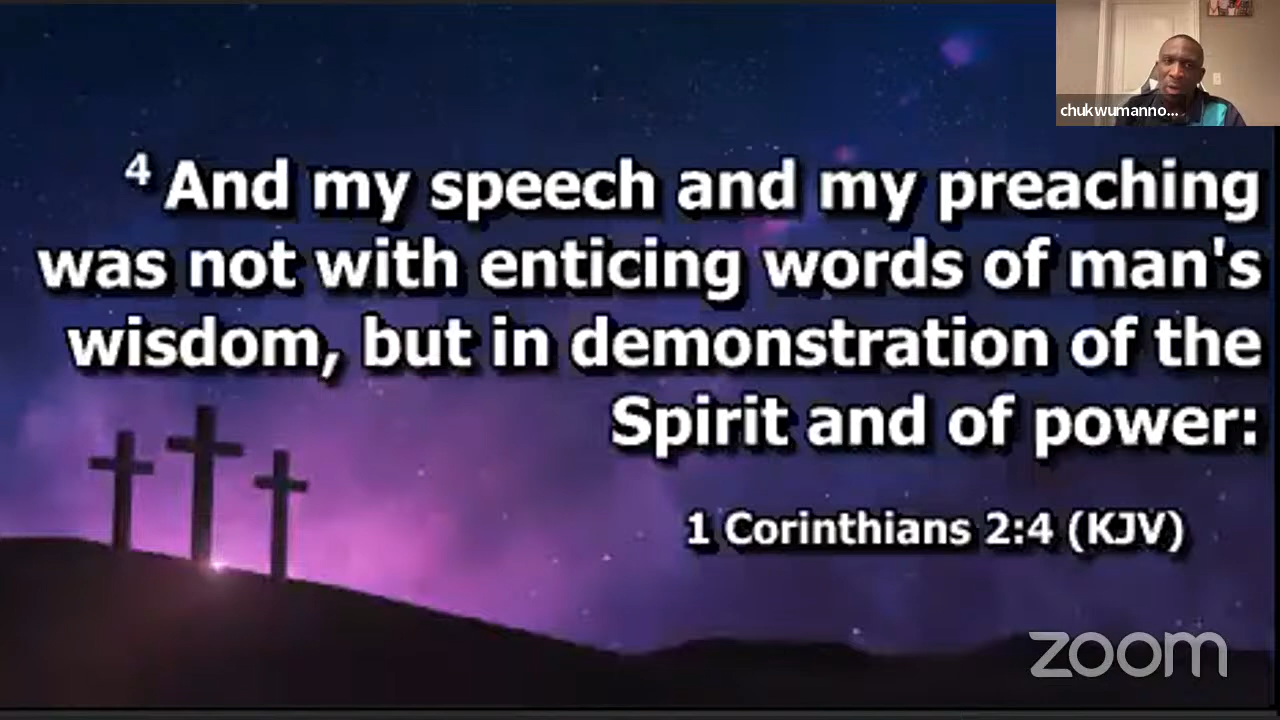 chukwumanno...
4 And my speech and my preaching
was not with enticing words of man's
wisdom, but in demonstration of the
Spirit and of power:
1 Corinthians 2:4 (KJV)
zoom